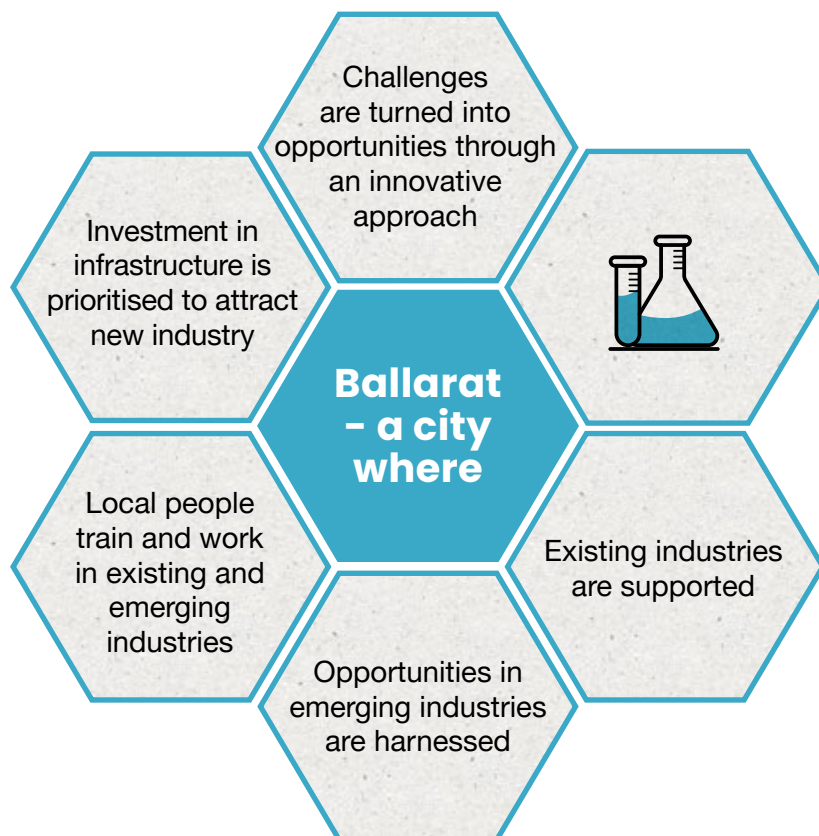 Challenges
are turned into
opportunities through
an innovative
approach
Investment in
infrastructure is
prioritised to attract
new industry
Ballarat
- a city
where
Local people
train and work
in existing and
emerging
industries
Existing industries
are supported
Opportunities in
emerging industries
are harnessed